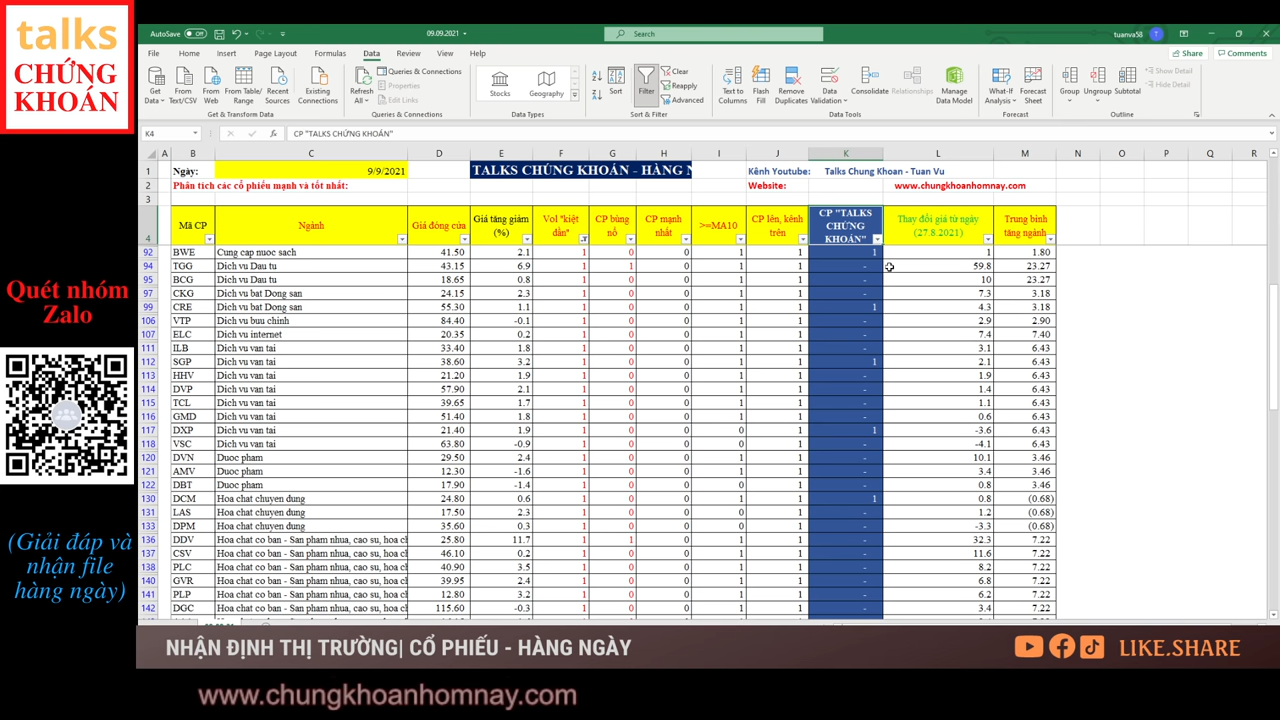 talks
CHỨNG
KHOÁN
Quét nhóm
Zalo
(Giải đáp và
nhận file
hàng ngày)
AutoSave Off 09.09.2021 Search tuanva58 T
File Home Insert Page Layout Formulas Data Review View Help Share Comments
Get Data From Text/CSV From Web From Table/Range Recent Sources Existing Connections Refresh All Queries & Connections Properties Edit Links Stocks Geography Sort Filter Clear Reapply Advanced Text to Columns Flash Fill Remove Duplicates Data Validation Consolidate Relationships Manage Data Model What-If Analysis Forecast Sheet Group Ungroup Subtotal Show Detail Hide Detail
Get & Transform Data Queries & Connections Data Types Sort & Filter Data Tools Forecast Outline
K4 fx CP "TALKS CHỨNG KHOÁN"
A B C D E F G H I J K L M N O P Q R
1 Ngày: 9/9/2021 TALKS CHỨNG KHOÁN - HÀNG N Kênh Youtube: Talks Chung Khoan - Tuan Vu
2 Phân tích các cổ phiếu mạnh và tốt nhất: Website: www.chungkhoanhomnay.com
3
4 Mã CP Ngành Giá đóng cửa Giá tăng giảm (%) Vol "kiệt dần" CP bùng nổ CP mạnh nhất >=MA10 CP lên, kênh trên CP "TALKS CHỨNG KHOÁN" Thay đổi giá từ ngày (27.8.2021) Trung bình tăng ngành
92 BWE Cung cap nuoc sach 41.50 2.1 1 0 0 1 1 1 1 1.80
94 TGG Dich vu Dau tu 43.15 6.9 1 1 0 1 1 - 59.8 23.27
95 BCG Dich vu Dau tu 18.65 0.8 1 0 0 1 1 - 10 23.27
97 CKG Dich vu bat Dong san 24.15 2.3 1 0 0 1 1 - 7.3 3.18
99 CRE Dich vu bat Dong san 55.30 1.1 1 0 0 1 1 1 4.3 3.18
106 VTP Dich vu buu chinh 84.40 -0.1 1 0 0 1 1 - 2.9 2.90
107 ELC Dich vu internet 20.35 0.2 1 0 0 1 1 - 7.4 7.40
111 ILB Dich vu van tai 33.40 1.8 1 0 0 1 1 - 3.1 6.43
112 SGP Dich vu van tai 38.60 3.2 1 0 0 1 1 1 2.1 6.43
113 HHV Dich vu van tai 21.20 1.9 1 0 0 1 1 - 1.9 6.43
114 DVP Dich vu van tai 57.90 2.1 1 0 0 1 1 - 1.4 6.43
115 TCL Dich vu van tai 39.65 1.7 1 0 0 1 1 - 1.1 6.43
116 GMD Dich vu van tai 51.40 1.8 1 0 0 1 1 - 0.6 6.43
117 DXP Dich vu van tai 21.40 1.9 1 0 0 0 1 1 -3.6 6.43
118 VSC Dich vu van tai 63.80 -0.9 1 0 0 0 1 - -4.1 6.43
120 DVN Duoc pham 29.50 2.4 1 0 0 1 1 - 10.1 3.46
121 AMV Duoc pham 12.30 -1.6 1 0 0 1 1 - 3.4 3.46
122 DBT Duoc pham 17.90 -1.4 1 0 0 0 1 - 0.8 3.46
130 DCM Hoa chat chuyen dung 24.80 0.6 1 0 0 1 1 1 0.8 (0.68)
131 LAS Hoa chat chuyen dung 17.50 2.3 1 0 0 0 1 - 1.2 (0.68)
133 DPM Hoa chat chuyen dung 35.60 0.3 1 0 0 0 1 - -3.3 (0.68)
136 DDV Hoa chat co ban - San pham nhua, cao su, hoa ch 25.80 11.7 1 1 0 1 1 - 32.3 7.22
137 CSV Hoa chat co ban - San pham nhua, cao su, hoa ch 46.10 0.2 1 0 0 1 1 - 11.6 7.22
138 PLC Hoa chat co ban - San pham nhua, cao su, hoa ch 40.90 3.5 1 0 0 1 1 - 8.2 7.22
140 GVR Hoa chat co ban - San pham nhua, cao su, hoa ch 39.95 2.4 1 0 0 1 1 - 6.8 7.22
141 PLP Hoa chat co ban - San pham nhua, cao su, hoa ch 12.80 3.2 1 0 0 1 1 - 6.2 7.22
142 DGC Hoa chat co ban - San pham nhua, cao su, hoa ch 115.60 -0.3 1 0 0 1 1 - 3.4 7.22
NHẬN ĐỊNH THỊ TRƯỜNG| CỔ PHIẾU - HÀNG NGÀY LIKE.SHARE
www.chungkhoanhomnay.com